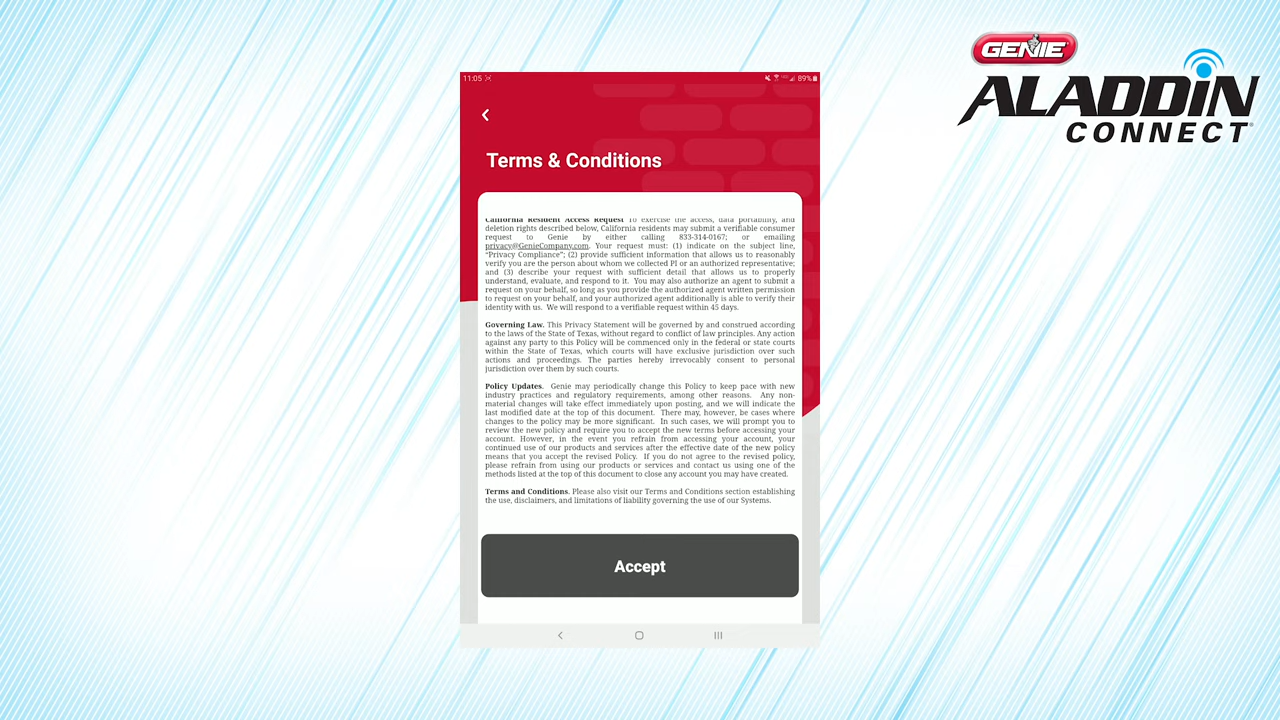 GENIE
ALADDIN
CONNECT
11:05
89%
Terms & Conditions
California Resident Access Request To exercise the access, data portability, and
deletion rights described below, California residents may submit a verifiable consumer
request to Genie by either calling 833-314-0167; or emailing
privacy@GenieCompany.com. Your request must: (1) indicate on the subject line,
“Privacy Compliance”; (2) provide sufficient information that allows us to reasonably
verify you are the person about whom we collected PI or an authorized representative;
and (3) describe your request with sufficient detail that allows us to properly
understand, evaluate, and respond to it. You may also authorize an agent to submit a
request on your behalf, so long as you provide the authorized agent written permission
to request on your behalf, and your authorized agent additionally is able to verify their
identity with us. We will respond to a verifiable request within 45 days.
Governing Law. This Privacy Statement will be governed by and construed according
to the laws of the State of Texas, without regard to conflict of law principles. Any action
against any party to this Policy will be commenced only in the federal or state courts
within the State of Texas, which courts will have exclusive jurisdiction over such
actions and proceedings. The parties hereby irrevocably consent to personal
jurisdiction over them by such courts.
Policy Updates. Genie may periodically change this Policy to keep pace with new
industry practices and regulatory requirements, among other reasons. Any non-
material changes will take effect immediately upon posting, and we will indicate the
last modified date at the top of this document. There may, however, be cases where
changes to the policy may be more significant. In such cases, we will prompt you to
review the new policy and require you to accept the new terms before accessing your
account. However, in the event you refrain from accessing your account, your
continued use of our products and services after the effective date of the new policy
means that you accept the revised Policy. If you do not agree to the revised policy,
please refrain from using our products or services and contact us using one of the
methods listed at the top of this document to close any account you may have created.
Terms and Conditions. Please also visit our Terms and Conditions section establishing
the use, disclaimers, and limitations of liability governing the use of our Systems.
Accept